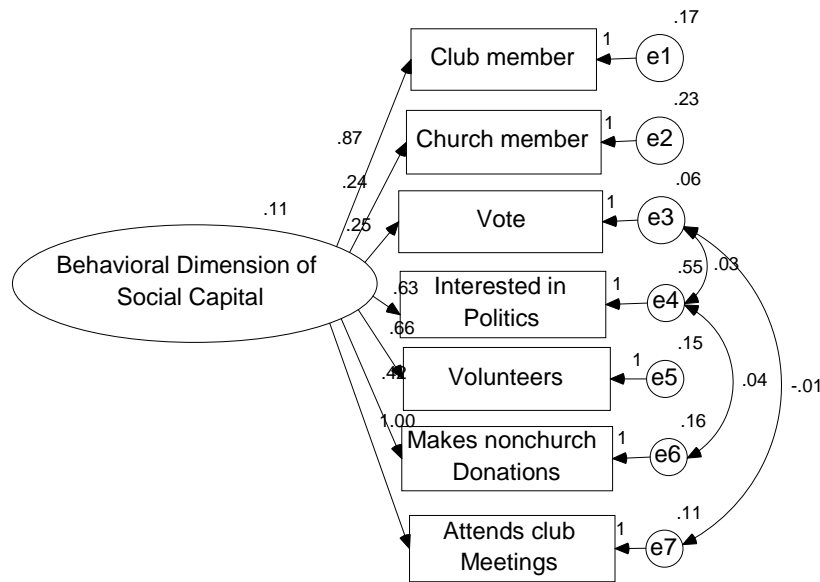 .17
Club member
1
e1
.87
.23
Church member
1
e2
.24
.11
.06
Vote
1
e3
.25
Behavioral Dimension of
Social Capital
.63
Interested in
Politics
1
e4
.55
.03
.66
.15
Volunteers
1
e5
.04
-.01
.42
1.00
.16
Makes nonchurch
Donations
1
e6
.11
Attends club
Meetings
1
e7